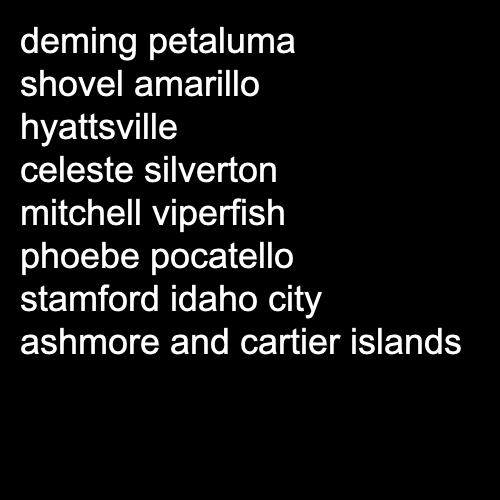 deming petaluma
shovel amarillo
hyattsville
celeste silverton
mitchell viperfish
phoebe pocatello
stamford idaho city
ashmore and cartier islands